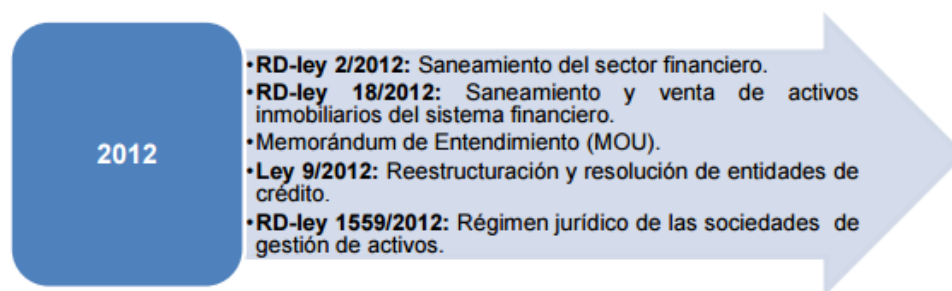 2012
•RD-ley 2/2012: Saneamiento del sector financiero.
•RD-ley 18/2012: Saneamiento y venta de activos
inmobiliarios del sistema financiero.
•Memorándum de Entendimiento (MOU).
•Ley 9/2012: Reestructuración y resolución de entidades de
crédito.
•RD-ley 1559/2012: Régimen jurídico de las sociedades de
gestión de activos.